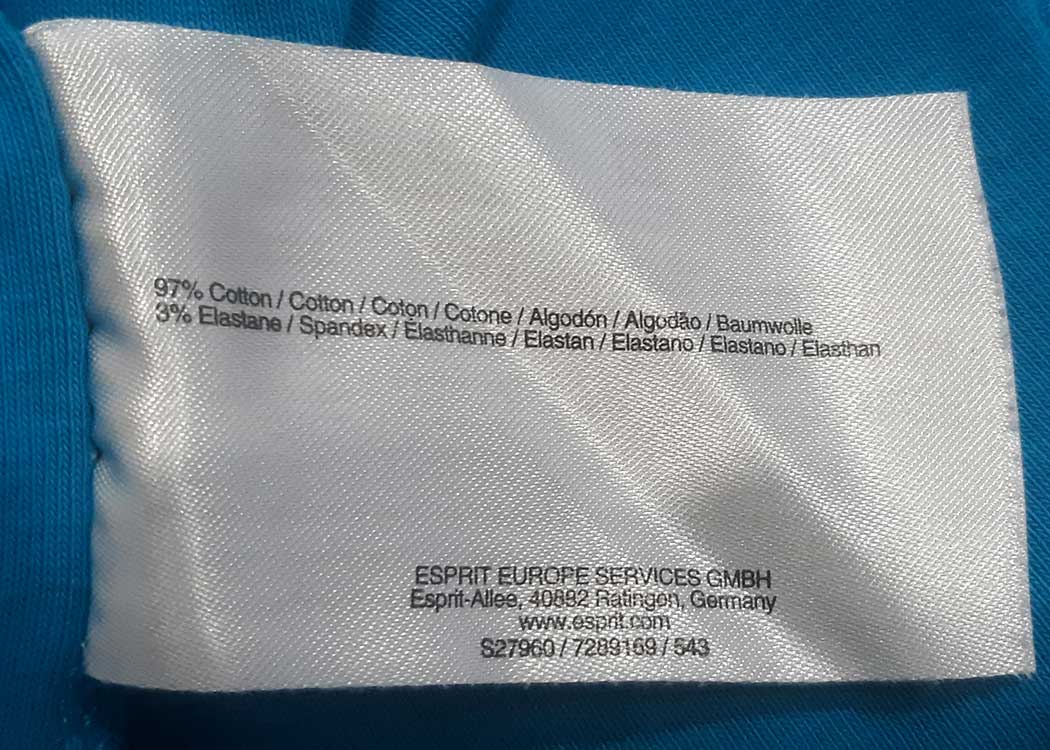 97% Cotton / Cotton / Coton / Cotone / Algodón / Algodão / Baumwolle
3% Elastane / Spandex / Elasthanne / Elastan / Elastano / Elastano / Elasthan
ESPRIT EUROPE SERVICES GMBH
Esprit-Allee, 40882 Ratingen, Germany
www.esprit.com
S27960 / 7289169 / 543